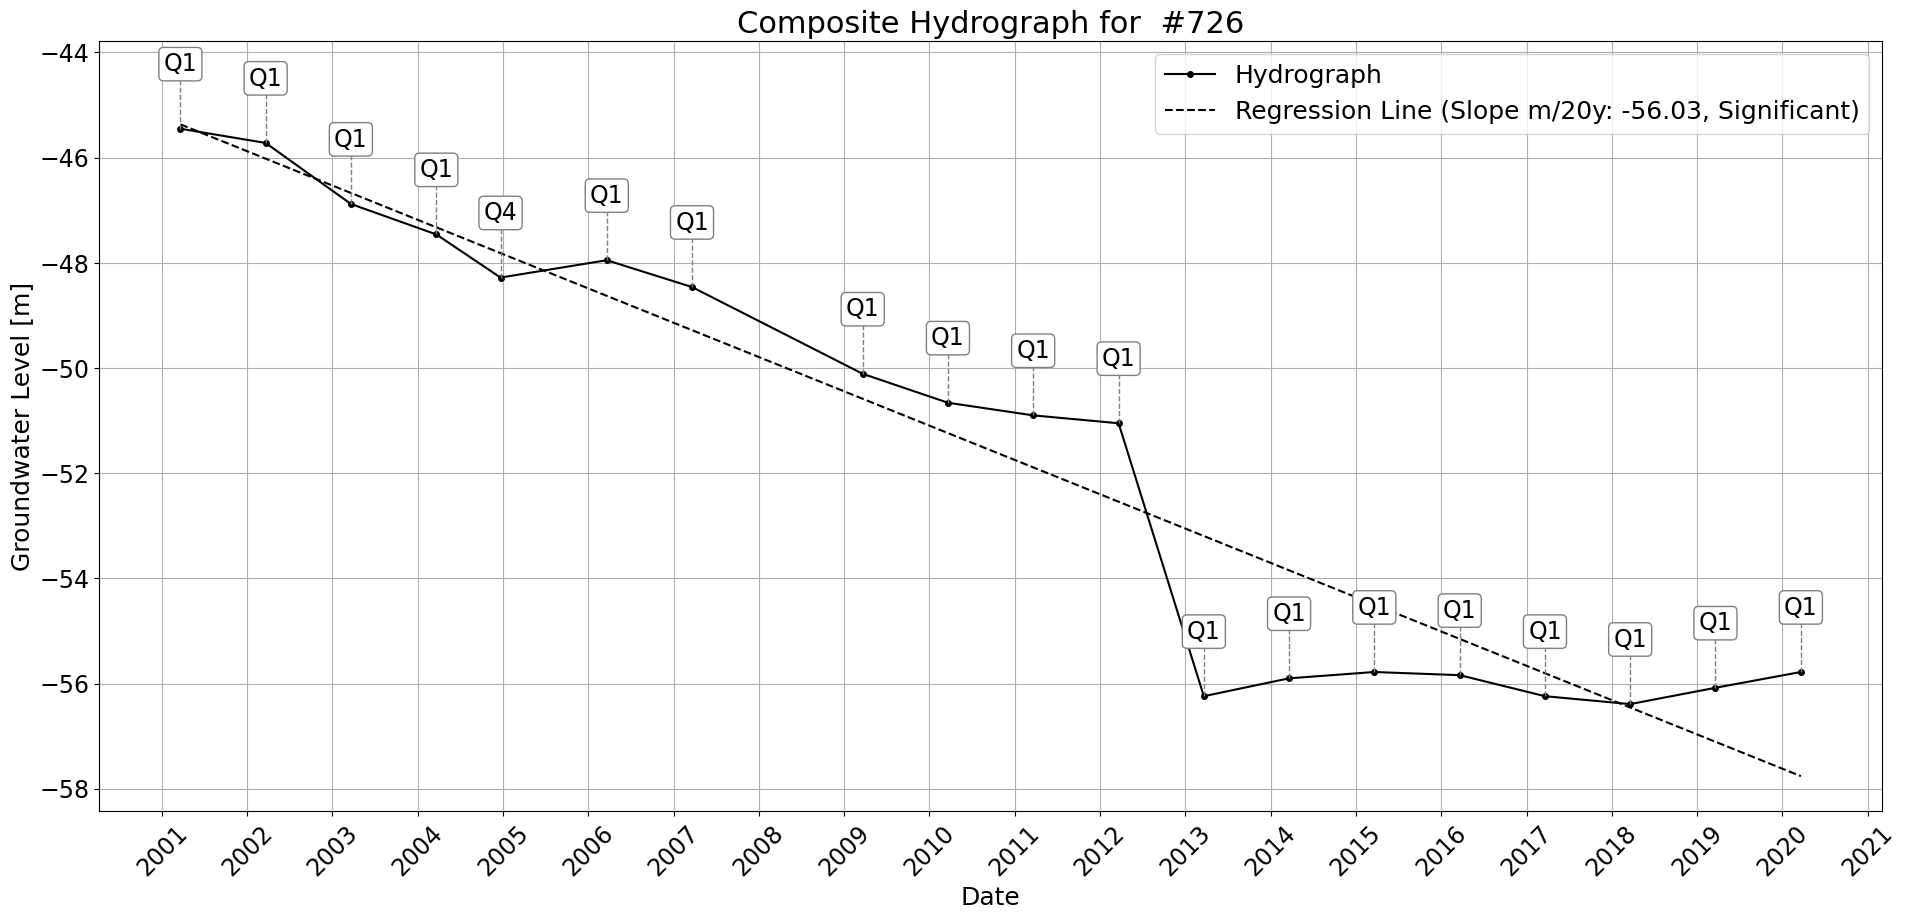 Composite Hydrograph for  #726
Hydrograph
Regression Line (Slope m/20y: -56.03, Significant)
Groundwater Level [m]
−44
−46
−48
−50
−52
−54
−56
−58
Q1
Q1
Q1
Q1
Q4
Q1
Q1
Q1
Q1
Q1
Q1
Q1
Q1
Q1
Q1
Q1
Q1
Q1
Q1
2001
2002
2003
2004
2005
2006
2007
2008
2009
2010
2011
2012
2013
2014
2015
2016
2017
2018
2019
2020
2021
Date